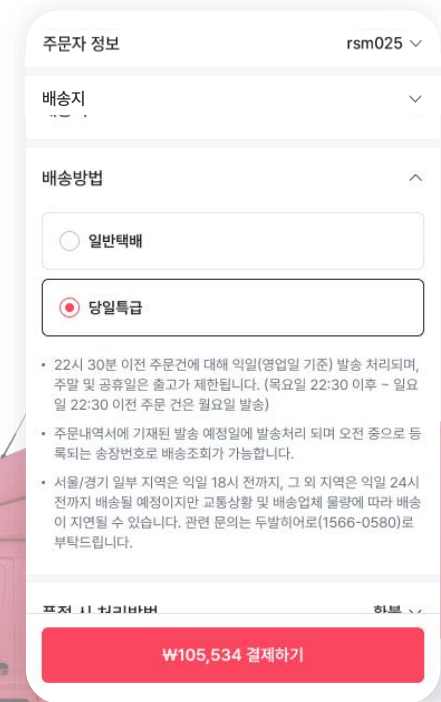 주문자 정보 rsm025
배송지
배송방법
일반택배
당일특급
• 22시 30분 이전 주문건에 대해 익일(영업일 기준) 발송 처리되며,
주말 및 공휴일은 출고가 제한됩니다. (목요일 22:30 이후 ~ 일요
일 22:30 이전 주문 건은 월요일 발송)
• 주문내역서에 기재된 발송 예정일에 발송처리 되며 오전 중으로 등
록되는 송장번호로 배송조회가 가능합니다.
• 서울/경기 일부 지역은 익일 18시 전까지, 그 외 지역은 익일 24시
전까지 배송될 예정이지만 교통상황 및 배송업체 물량에 따라 배송
이 지연될 수 있습니다. 관련 문의는 두발히어로(1566-0580)로
부탁드립니다.
품절 시 처리방법 환불
₩105,534 결제하기